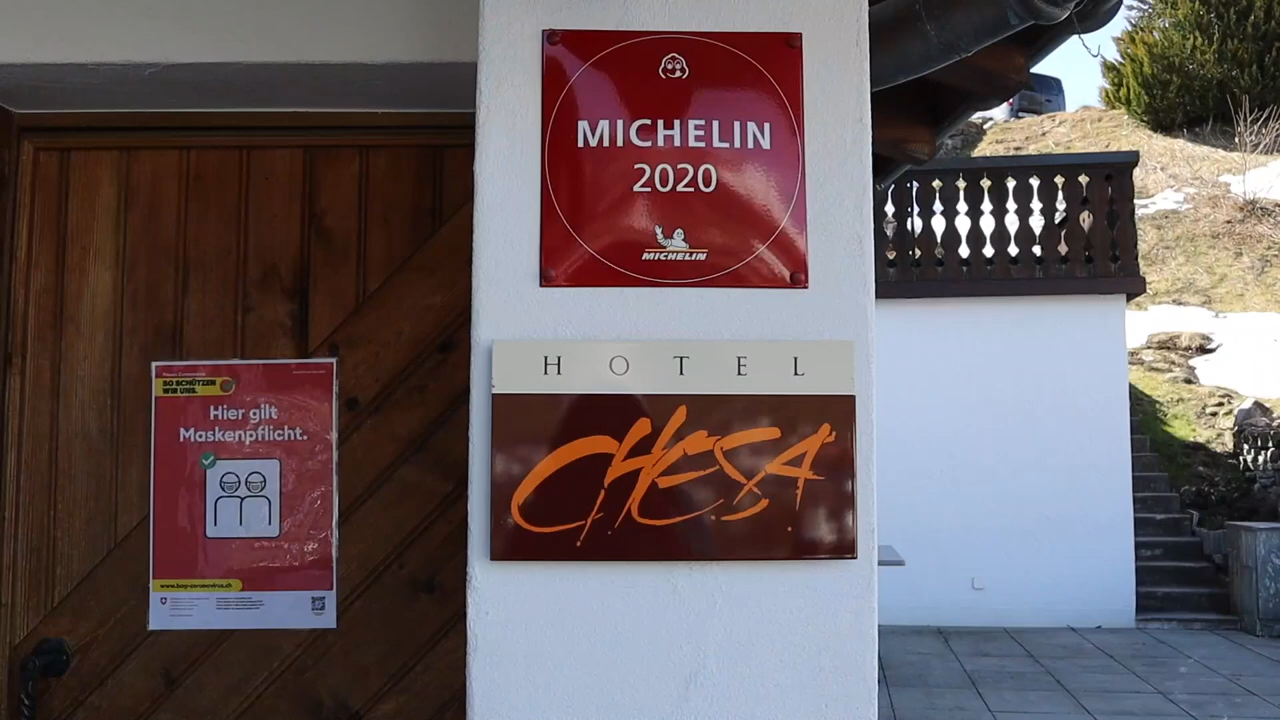 MICHELIN
2020
MICHELIN
HOTEL
CHESA
SO SCHÜTZEN
WIR UNS.
Hier gilt
Maskenpflicht.
www.bag-coronavirus.ch